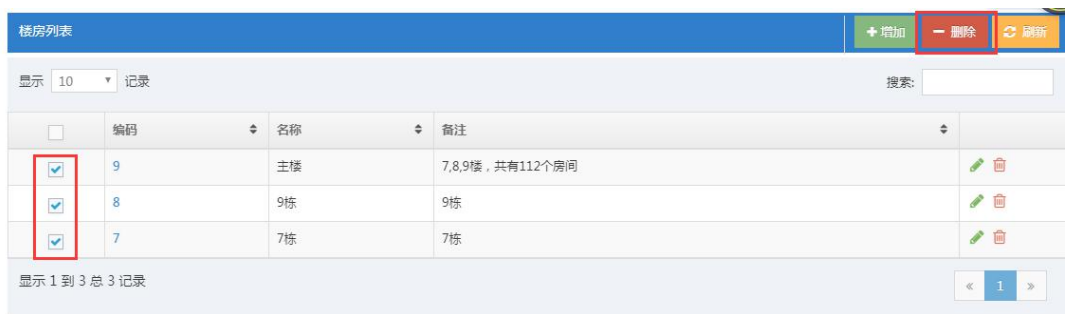 楼房列表 增加 删除 刷新
显示 10 记录 搜索:
编码 名称 备注
9 主楼 7,8,9楼，共有112个房间
8 9栋 9栋
7 7栋 7栋
显示 1 到 3 总 3 记录 « 1 »